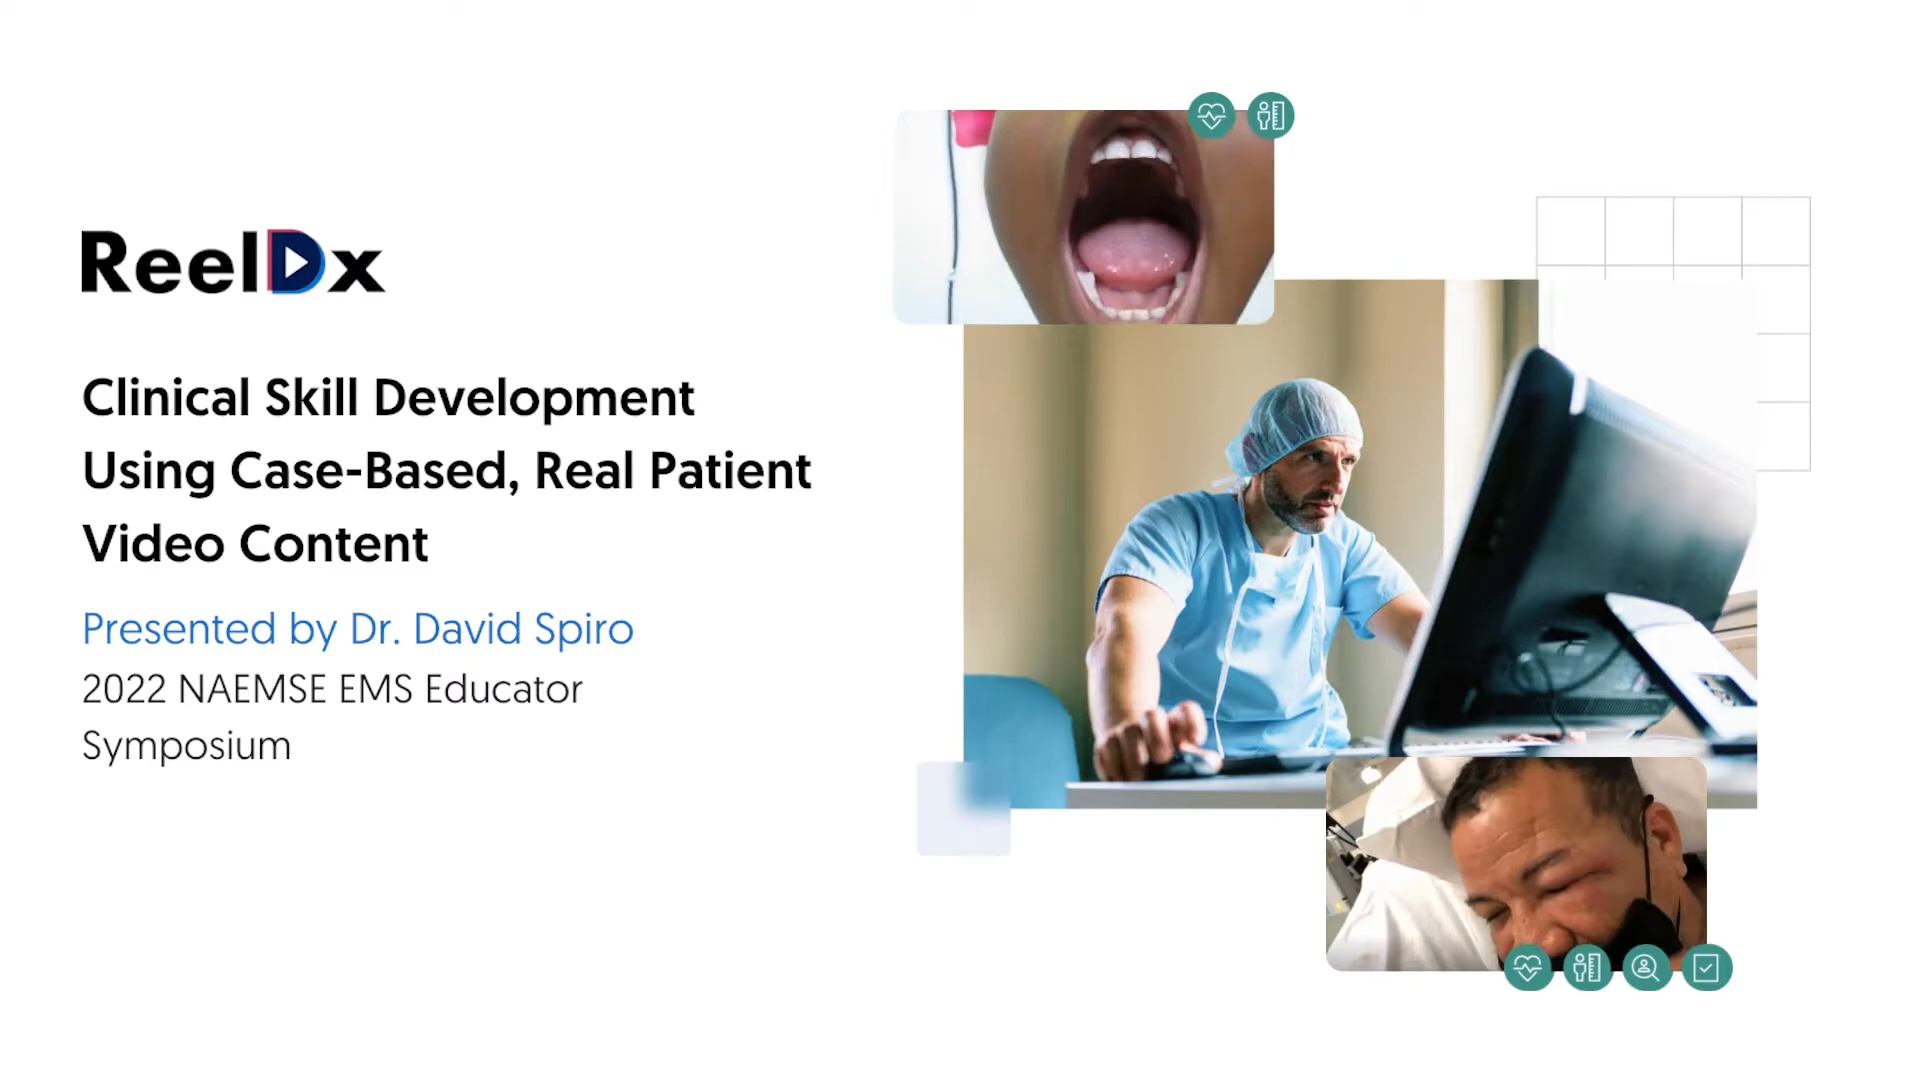 ReelDx
Clinical Skill Development
Using Case-Based, Real Patient
Video Content
Presented by Dr. David Spiro
2022 NAEMSE EMS Educator
Symposium